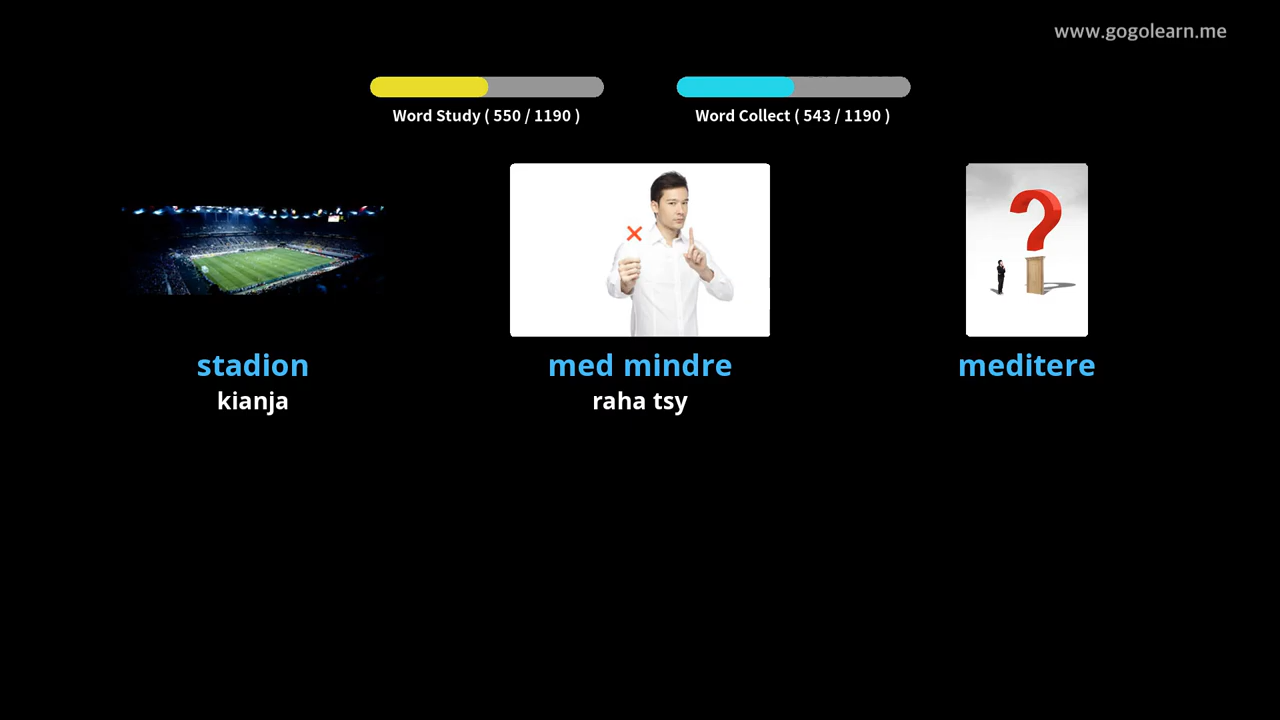 www.gogolearn.me
Word Study ( 550 / 1190 )
Word Collect ( 543 / 1190 )
stadion
kianja
med mindre
raha tsy
meditere